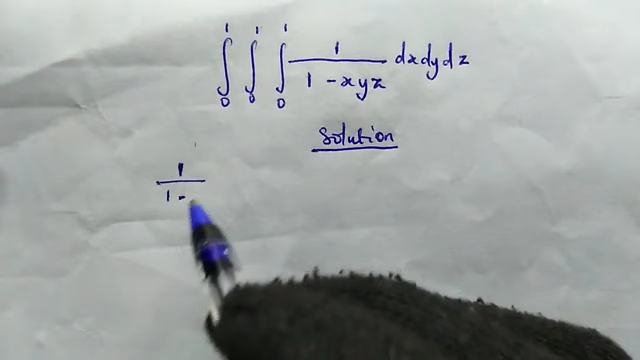 ∫₀¹ ∫₀¹ ∫₀¹ 1/(1 - xyz) dxdydz
Solution
1/(1 -